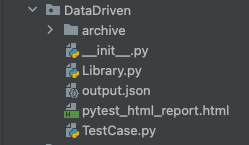 DataDriven
archive
__init__.py
Library.py
output.json
pytest_html_report.html
TestCase.py